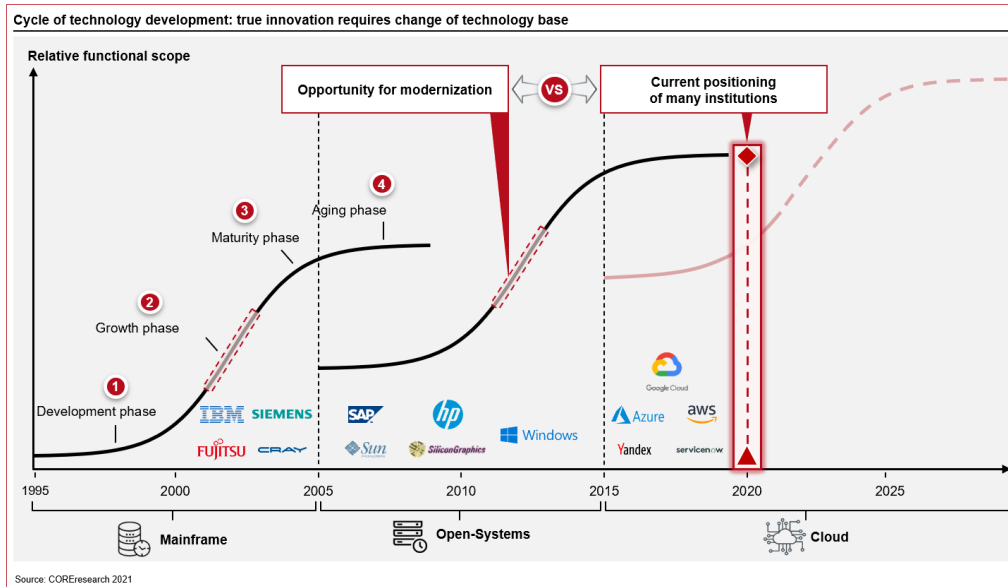 Cycle of technology development: true innovation requires change of technology base
Relative functional scope
Opportunity for modernization
VS
Current positioning
of many institutions
4
Aging phase
3
Maturity phase
2
Growth phase
1
Development phase
IBM
SIEMENS
FUJITSU
CRAY
SAP
hp
Sun
SiliconGraphics
Windows
Google Cloud
Azure
aws
Yandex
servicenow
1995
2000
2005
2010
2015
2020
2025
Mainframe
Open-Systems
Cloud
Source: COREresearch 2021